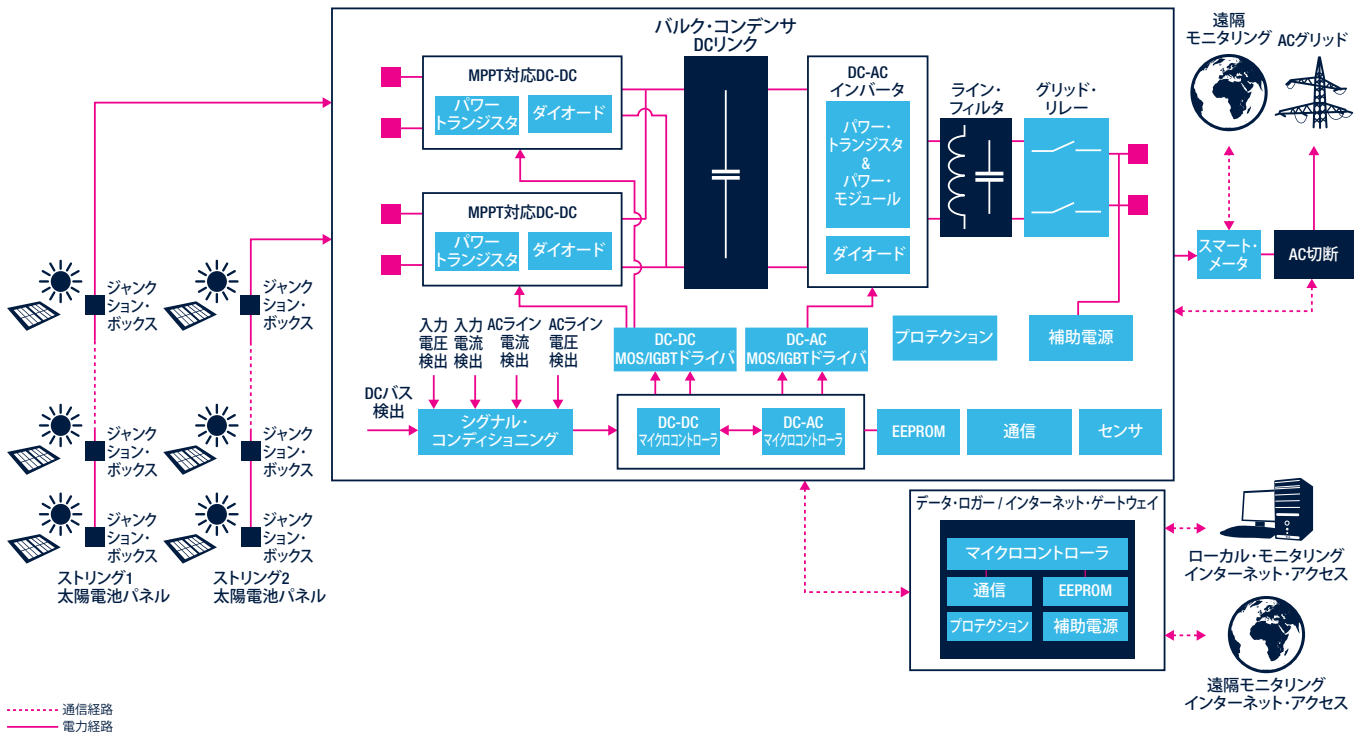 バルク・コンデンサ
DCリンク
MPPT対応DC-DC
パワー
トランジスタ
ダイオード
MPPT対応DC-DC
パワー
トランジスタ
ダイオード
DC-AC
インバータ
パワー・
トランジスタ
&
パワー・
モジュール
ダイオード
ライン・
フィルタ
グリッド・
リレー
遠隔
モニタリング
ACグリッド
スマート・
メータ
AC切断
ジャンク
ション・
ボックス
ジャンク
ション・
ボックス
ジャンク
ション・
ボックス
ジャンク
ション・
ボックス
ジャンク
ション・
ボックス
ジャンク
ション・
ボックス
ストリング1
太陽電池パネル
ストリング2
太陽電池パネル
入力
電圧
検出
入力
電流
検出
ACライン
電流
検出
ACライン
電圧
検出
DCバス
検出
シグナル・
コンディショニング
DC-DC
MOS/IGBTドライバ
DC-AC
MOS/IGBTドライバ
プロテクション
補助電源
DC-DC
マイクロコントローラ
DC-AC
マイクロコントローラ
EEPROM
通信
センサ
データ・ロガー / インターネット・ゲートウェイ
マイクロコントローラ
通信
EEPROM
プロテクション
補助電源
ローカル・モニタリング
インターネット・アクセス
遠隔モニタリング
インターネット・アクセス
通信経路
電力経路